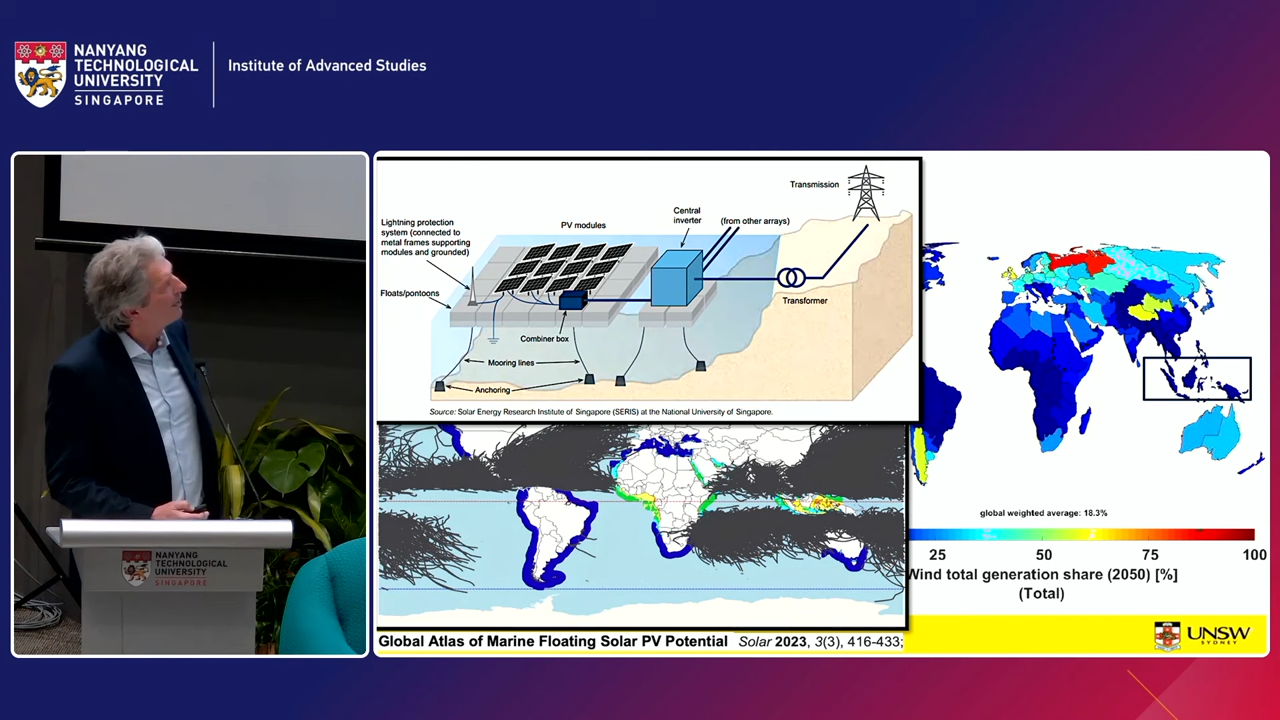 NANYANG
TECHNOLOGICAL
UNIVERSITY
SINGAPORE
Institute of Advanced Studies
Transmission
Lightning protection
system (connected to
metal frames supporting
modules and grounded)
PV modules
Central
inverter
(from other arrays)
Floats/pontoons
Transformer
Combiner box
Mooring lines
Anchoring
Source: Solar Energy Research Institute of Singapore (SERIS) at the National University of Singapore.
global weighted average: 18.3%
25 50 75 100
Wind total generation share (2050) [%]
(Total)
Global Atlas of Marine Floating Solar PV Potential Solar 2023, 3(3), 416-433;
UNSW
SYDNEY
NANYANG
TECHNOLOGICAL
UNIVERSITY
SINGAPORE